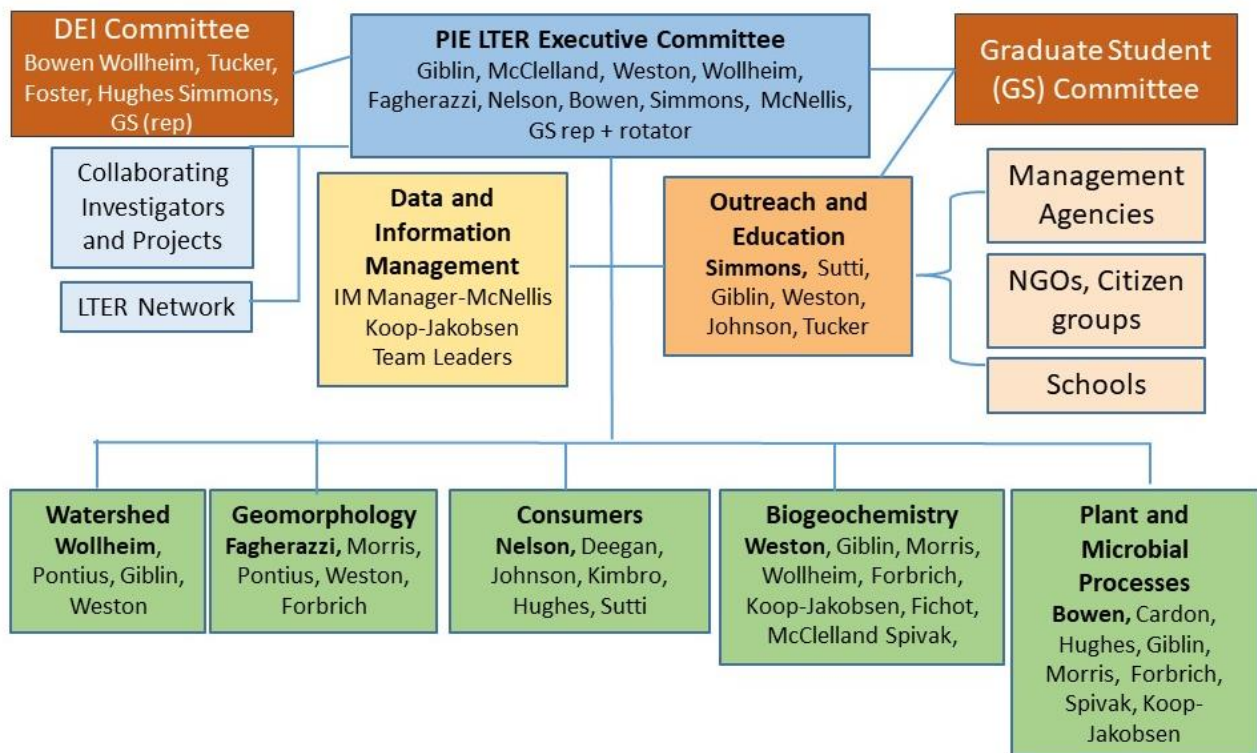 DEI Committee
Bowen Wollheim, Tucker,
Foster, Hughes Simmons,
GS (rep)
PIE LTER Executive Committee
Giblin, McClelland, Weston, Wollheim,
Fagherazzi, Nelson, Bowen, Simmons, McNellis,
GS rep + rotator
Graduate Student
(GS) Committee
Collaborating
Investigators
and Projects
LTER Network
Data and
Information
Management
IM Manager-McNellis
Koop-Jakobsen
Team Leaders
Outreach and
Education
Simmons, Sutti,
Giblin, Weston,
Johnson, Tucker
Management
Agencies
NGOs, Citizen
groups
Schools
Watershed
Wollheim,
Pontius, Giblin,
Weston
Geomorphology
Fagherazzi, Morris,
Pontius, Weston,
Forbrich
Consumers
Nelson, Deegan,
Johnson, Kimbro,
Hughes, Sutti
Biogeochemistry
Weston, Giblin, Morris,
Wollheim, Forbrich,
Koop-Jakobsen, Fichot,
McClelland Spivak,
Plant and
Microbial
Processes
Bowen, Cardon,
Hughes, Giblin,
Morris, Forbrich,
Spivak, Koop-
Jakobsen